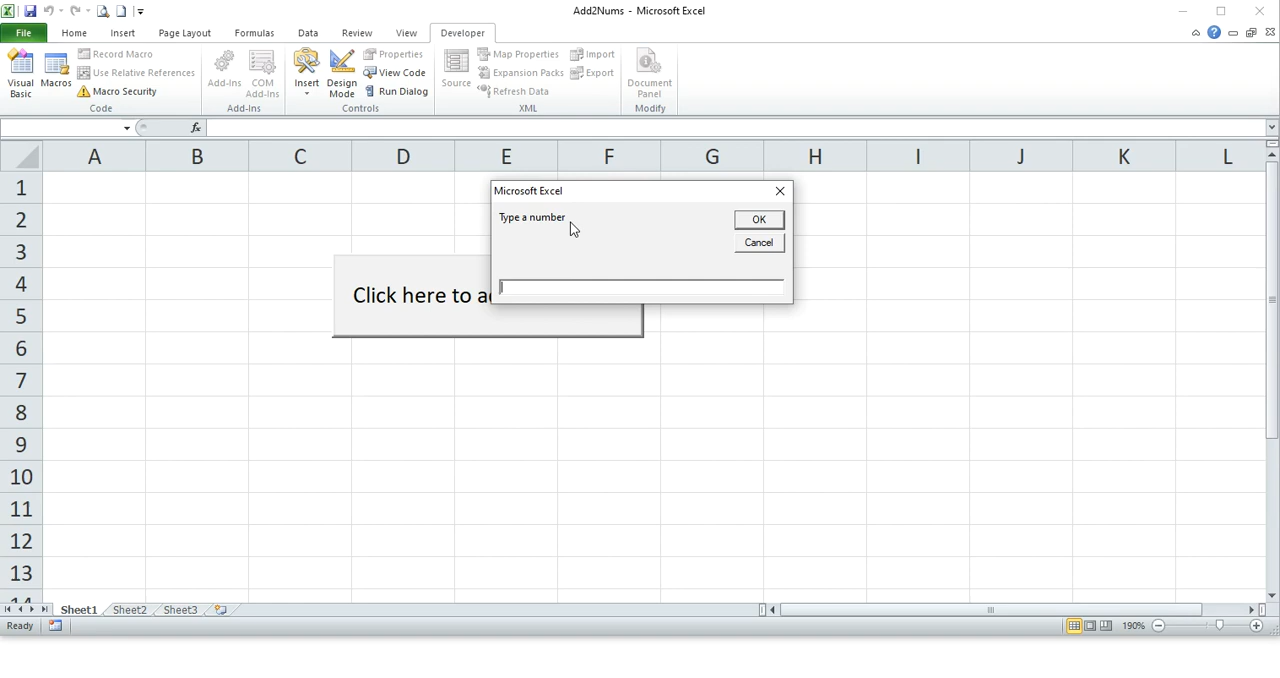 Add2Nums - Microsoft Excel
File Home Insert Page Layout Formulas Data Review View Developer
Visual Basic
Macros
Record Macro
Use Relative References
Macro Security
Code
Add-Ins
COM Add-Ins
Add-Ins
Insert
Design Mode
Properties
View Code
Run Dialog
Controls
Source
Map Properties
Expansion Packs
Refresh Data
Import
Export
XML
Document Panel
Modify
fx
A B C D E F G H I J K L
1
2
3
4
5
6
7
8
9
10
11
12
13
14
Microsoft Excel
Type a number
OK
Cancel
Click here to a
Sheet1 Sheet2 Sheet3
Ready
190%